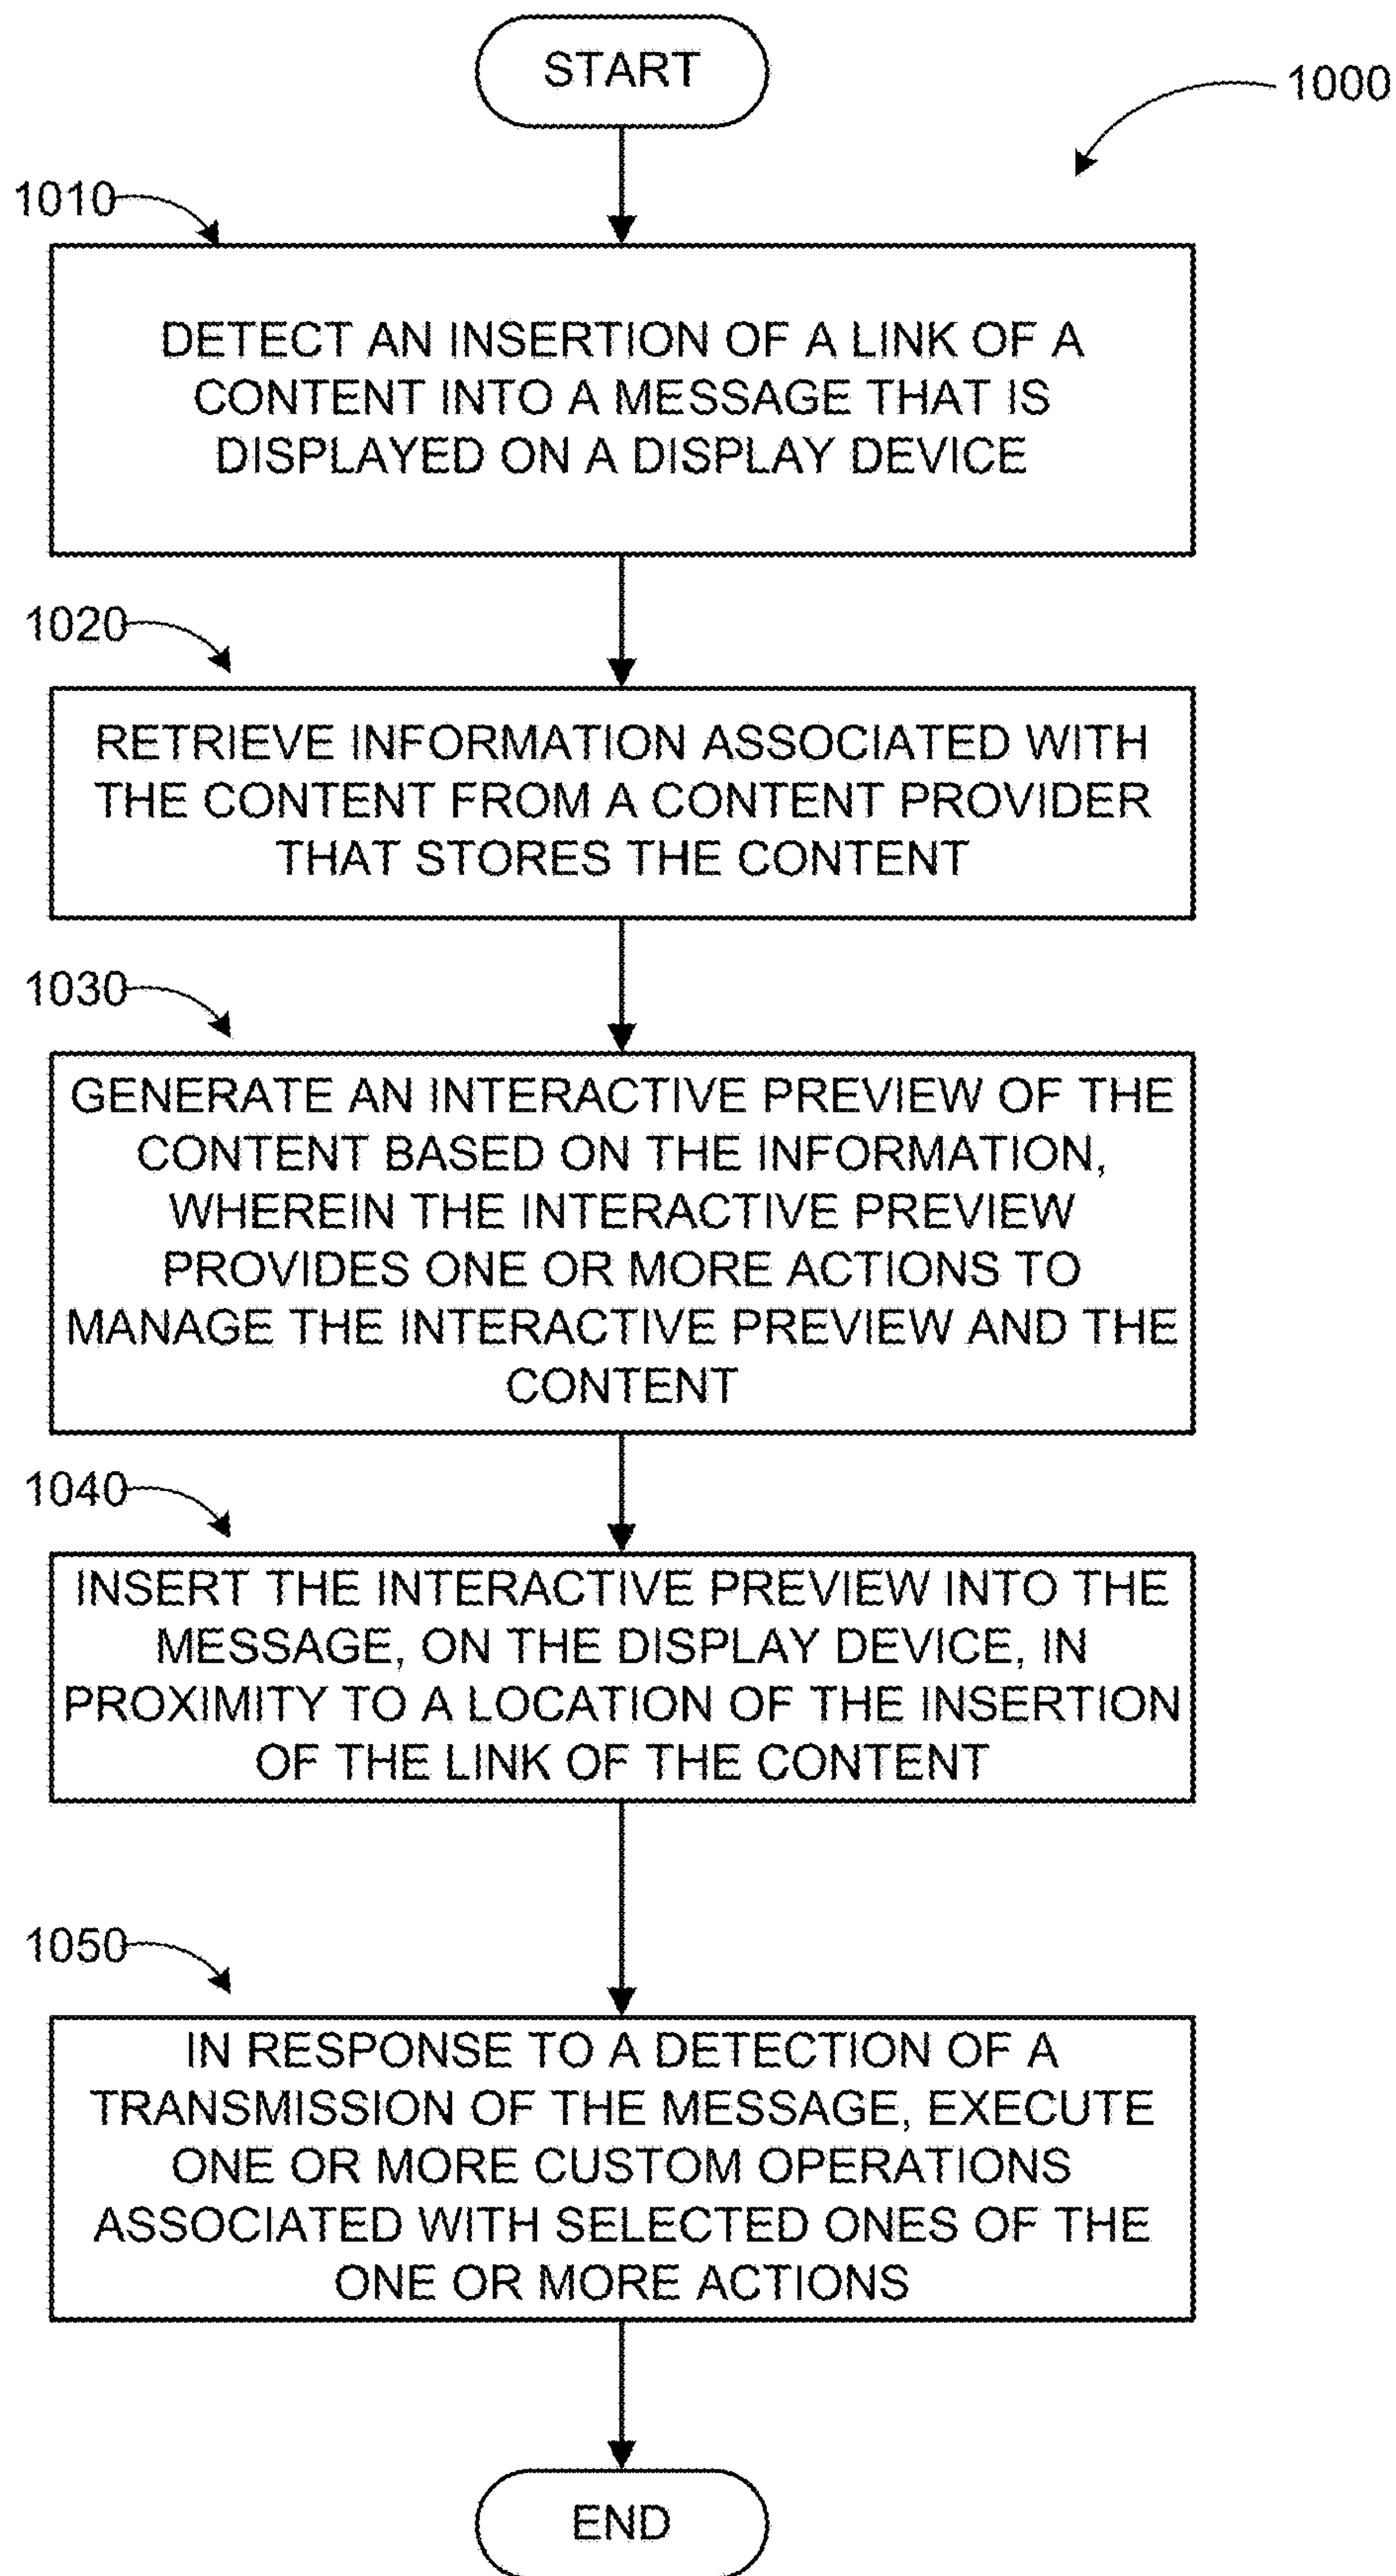 START
1000
1010
DETECT AN INSERTION OF A LINK OF A
CONTENT INTO A MESSAGE THAT IS
DISPLAYED ON A DISPLAY DEVICE
1020
RETRIEVE INFORMATION ASSOCIATED WITH
THE CONTENT FROM A CONTENT PROVIDER
THAT STORES THE CONTENT
1030
GENERATE AN INTERACTIVE PREVIEW OF THE
CONTENT BASED ON THE INFORMATION,
WHEREIN THE INTERACTIVE PREVIEW
PROVIDES ONE OR MORE ACTIONS TO
MANAGE THE INTERACTIVE PREVIEW AND THE
CONTENT
1040
INSERT THE INTERACTIVE PREVIEW INTO THE
MESSAGE, ON THE DISPLAY DEVICE, IN
PROXIMITY TO A LOCATION OF THE INSERTION
OF THE LINK OF THE CONTENT
1050
IN RESPONSE TO A DETECTION OF A
TRANSMISSION OF THE MESSAGE, EXECUTE
ONE OR MORE CUSTOM OPERATIONS
ASSOCIATED WITH SELECTED ONES OF THE
ONE OR MORE ACTIONS
END